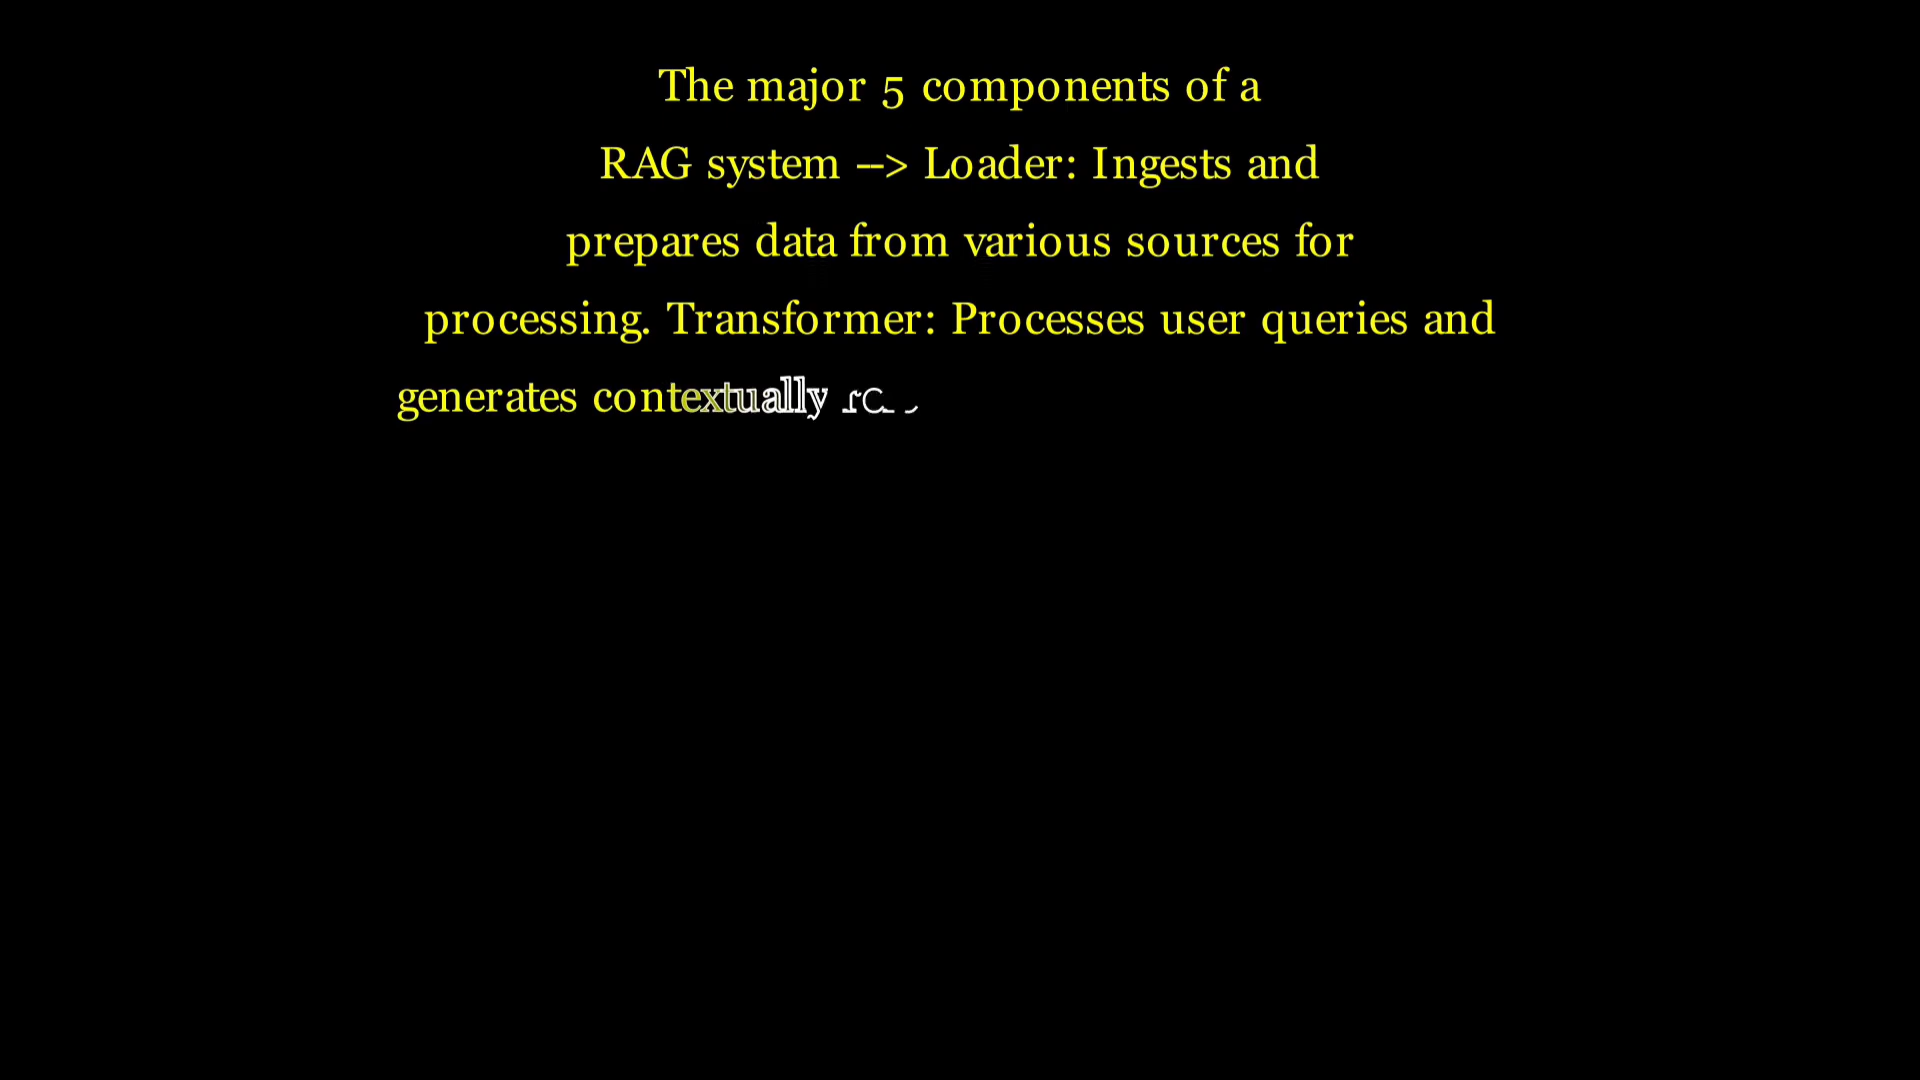 The major 5 components of a
RAG system --> Loader: Ingests and
prepares data from various sources for
processing. Transformer: Processes user queries and
generates contextually